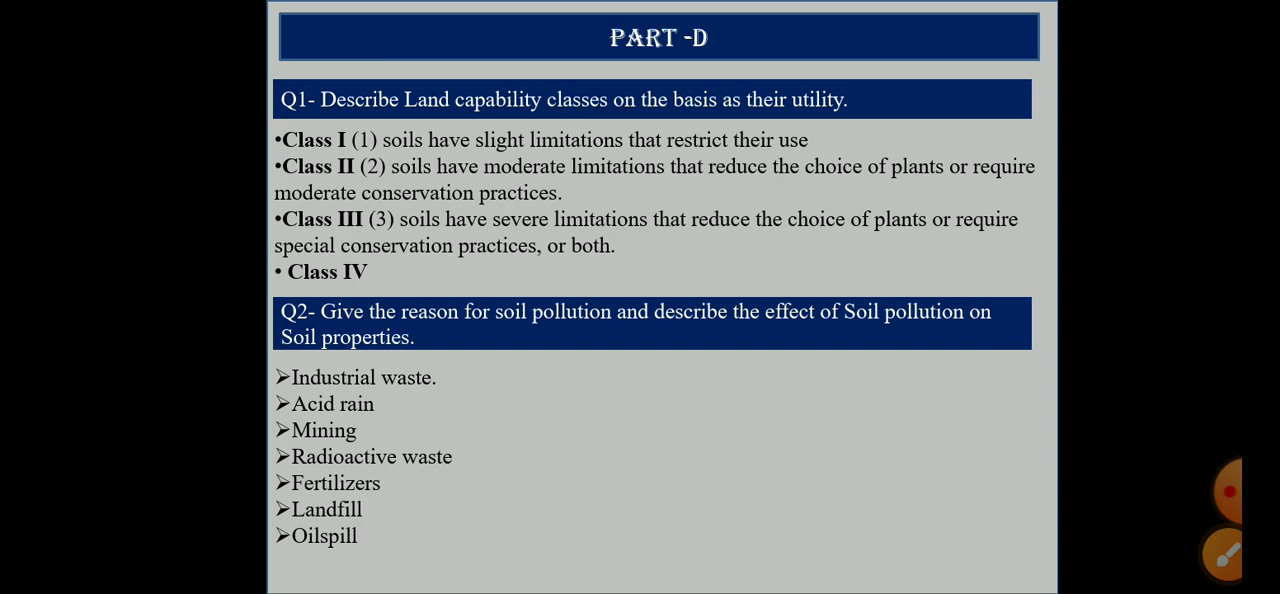 PART -D
Q1- Describe Land capability classes on the basis as their utility.
•Class I (1) soils have slight limitations that restrict their use
•Class II (2) soils have moderate limitations that reduce the choice of plants or require
moderate conservation practices.
•Class III (3) soils have severe limitations that reduce the choice of plants or require
special conservation practices, or both.
• Class IV
Q2- Give the reason for soil pollution and describe the effect of Soil pollution on
Soil properties.
➢Industrial waste.
➢Acid rain
➢Mining
➢Radioactive waste
➢Fertilizers
➢Landfill
➢Oilspill